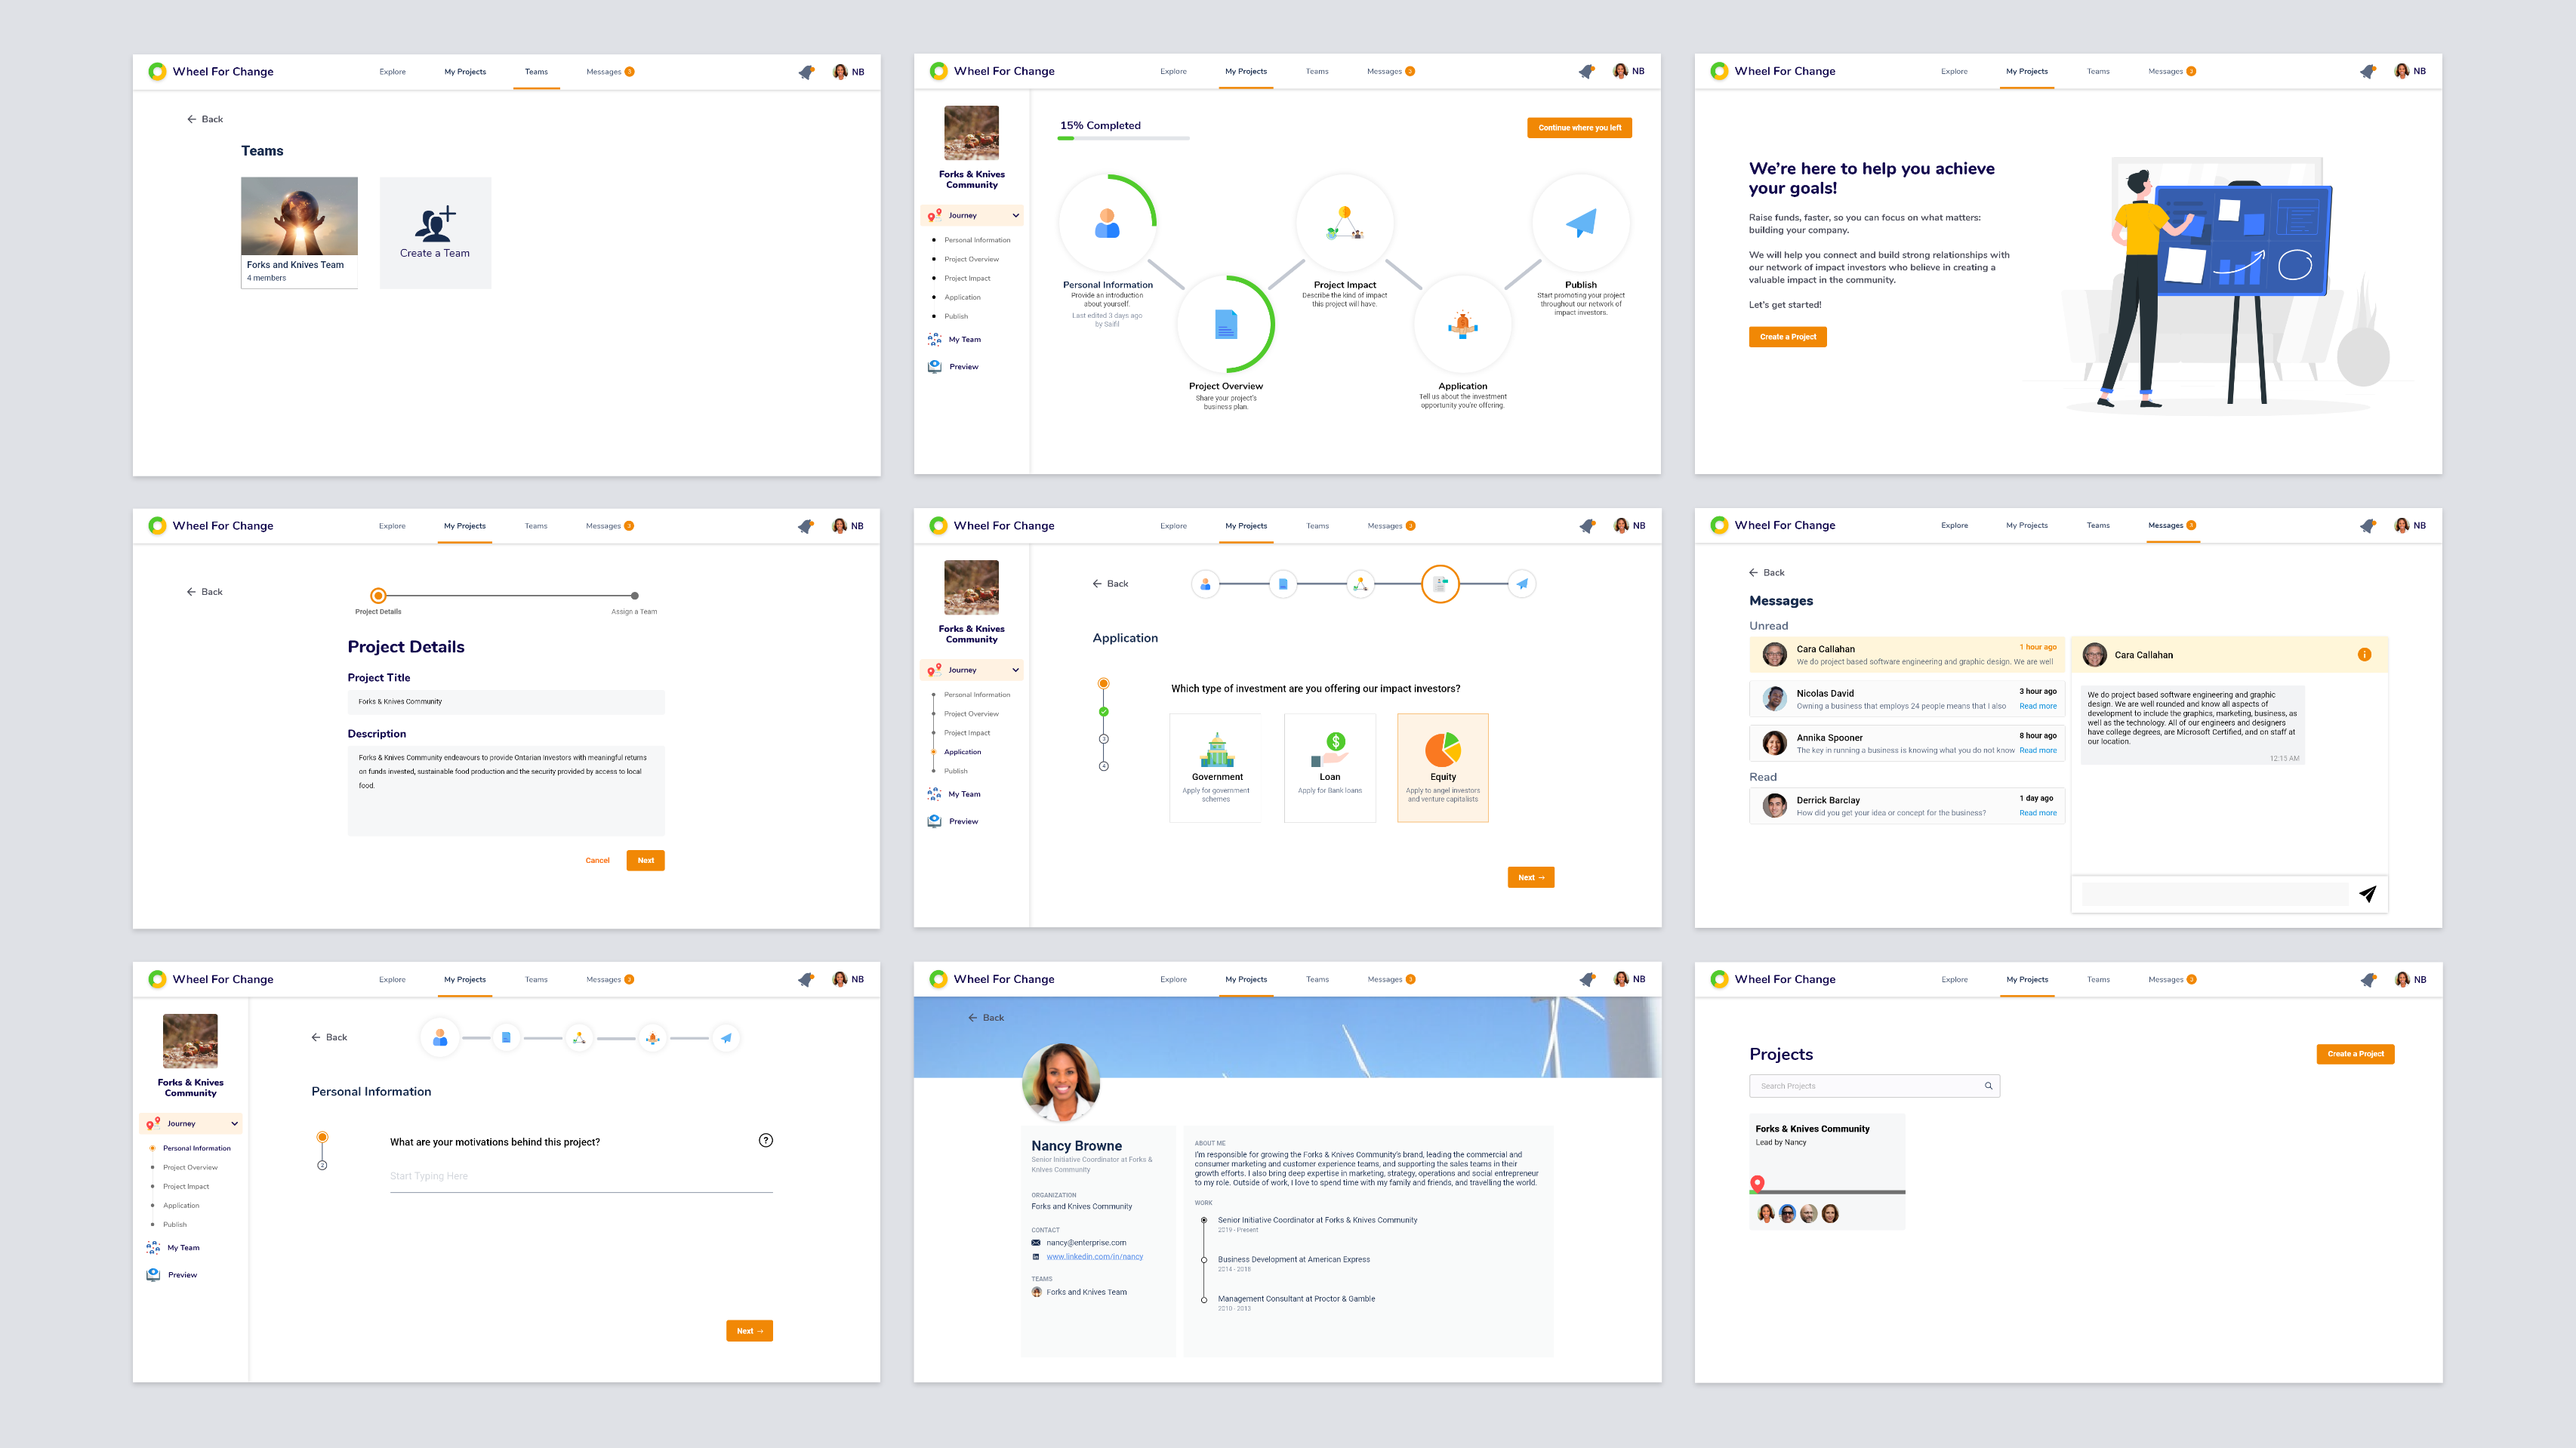 Wheel For Change
Explore
My Projects
Teams
Messages 3
NB
Back
Teams
Forks and Knives Team
4 members
Create a Team
Wheel For Change
Explore
My Projects
Teams
Messages 3
NB
Forks & Knives
Community
Journey
Personal Information
Project Overview
Project Impact
Application
Publish
My Team
Preview
15% Completed
Continue where you left
Personal Information
Provide an introduction
about yourself.
Last edited 3 days ago
by Saifil
Project Overview
Share your project's
business plan.
Project Impact
Describe the kind of impact
this project will have.
Application
Tell us about the investment
opportunity you're offering.
Publish
Start promoting your project
throughout our network of
impact investors.
Wheel For Change
Explore
My Projects
Teams
Messages 3
NB
We're here to help you achieve
your goals!
Raise funds, faster, so you can focus on what matters:
building your company.
We will help you connect and build strong relationships with
our network of impact investors who believe in creating a
valuable impact in the community.
Let's get started!
Create a Project
Wheel For Change
Explore
My Projects
Teams
Messages 3
NB
Back
Project Details
Assign a Team
Project Details
Project Title
Forks & Knives Community
Description
Forks & Knives Community endeavours to provide Ontarian Investors with meaningful returns
on funds invested, sustainable food production and the security provided by access to local
food.
Cancel
Next
Wheel For Change
Explore
My Projects
Teams
Messages 3
NB
Forks & Knives
Community
Journey
Personal Information
Project Overview
Project Impact
Application
Publish
My Team
Preview
Back
Application
3
4
Which type of investment are you offering our impact investors?
Government
Apply for government
schemes
Loan
Apply for Bank loans
Equity
Apply to angel investors
and venture capitalists
Next →
Wheel For Change
Explore
My Projects
Teams
Messages 3
NB
Back
Messages
Unread
Cara Callahan
1 hour ago
We do project based software engineering and graphic design. We are well
Nicolas David
3 hour ago
Owning a business that employs 24 people means that I also
Read more
Annika Spooner
8 hour ago
The key in running a business is knowing what you do not know
Read more
Read
Derrick Barclay
1 day ago
How did you get your idea or concept for the business?
Read more
Cara Callahan
We do project based software engineering and graphic
design. We are well rounded and know all aspects of
development to include the graphics, marketing, business, as
well as the technology. All of our engineers and designers
have college degrees, are Microsoft Certified, and on staff at
our location.
12:15 AM
Wheel For Change
Explore
My Projects
Teams
Messages 3
NB
Forks & Knives
Community
Journey
Personal Information
Project Overview
Project Impact
Application
Publish
My Team
Preview
Back
Personal Information
2
What are your motivations behind this project?
?
Start Typing Here
Next →
Wheel For Change
Explore
My Projects
Teams
Messages 3
NB
Back
Nancy Browne
Senior Initiative Coordinator at Forks &
Knives Community
ORGANIZATION
Forks and Knives Community
CONTACT
nancy@enterprise.com
www.linkedin.com/in/nancy
TEAMS
Forks and Knives Team
ABOUT ME
I'm responsible for growing the Forks & Knives Community's brand, leading the commercial and
consumer marketing and customer experience teams, and supporting the sales teams in their
growth efforts. I also bring deep expertise in marketing, strategy, operations and social entrepreneur
to my role. Outside of work, I love to spend time with my family and friends, and travelling the world.
WORK
Senior Initiative Coordinator at Forks & Knives Community
2019 - Present
Business Development at American Express
2014 - 2018
Management Consultant at Proctor & Gamble
2010 - 2013
Wheel For Change
Explore
My Projects
Teams
Messages 3
NB
Projects
Create a Project
Search Projects
Forks & Knives Community
Lead by Nancy